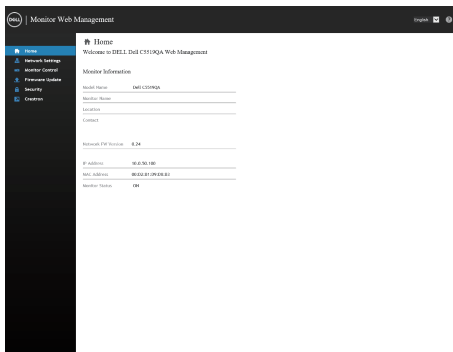 DELL
Monitor Web Management
English
Home
Network Settings
Monitor Control
Firmware Update
Security
Crestron
Home
Welcome to DELL Dell C5519QA Web Management
Monitor Information
Model Name Dell C5519QA
Monitor Name
Location
Contact
Network FW Version 0.24
IP Address 10.0.50.100
MAC Address
Monitor Status ON